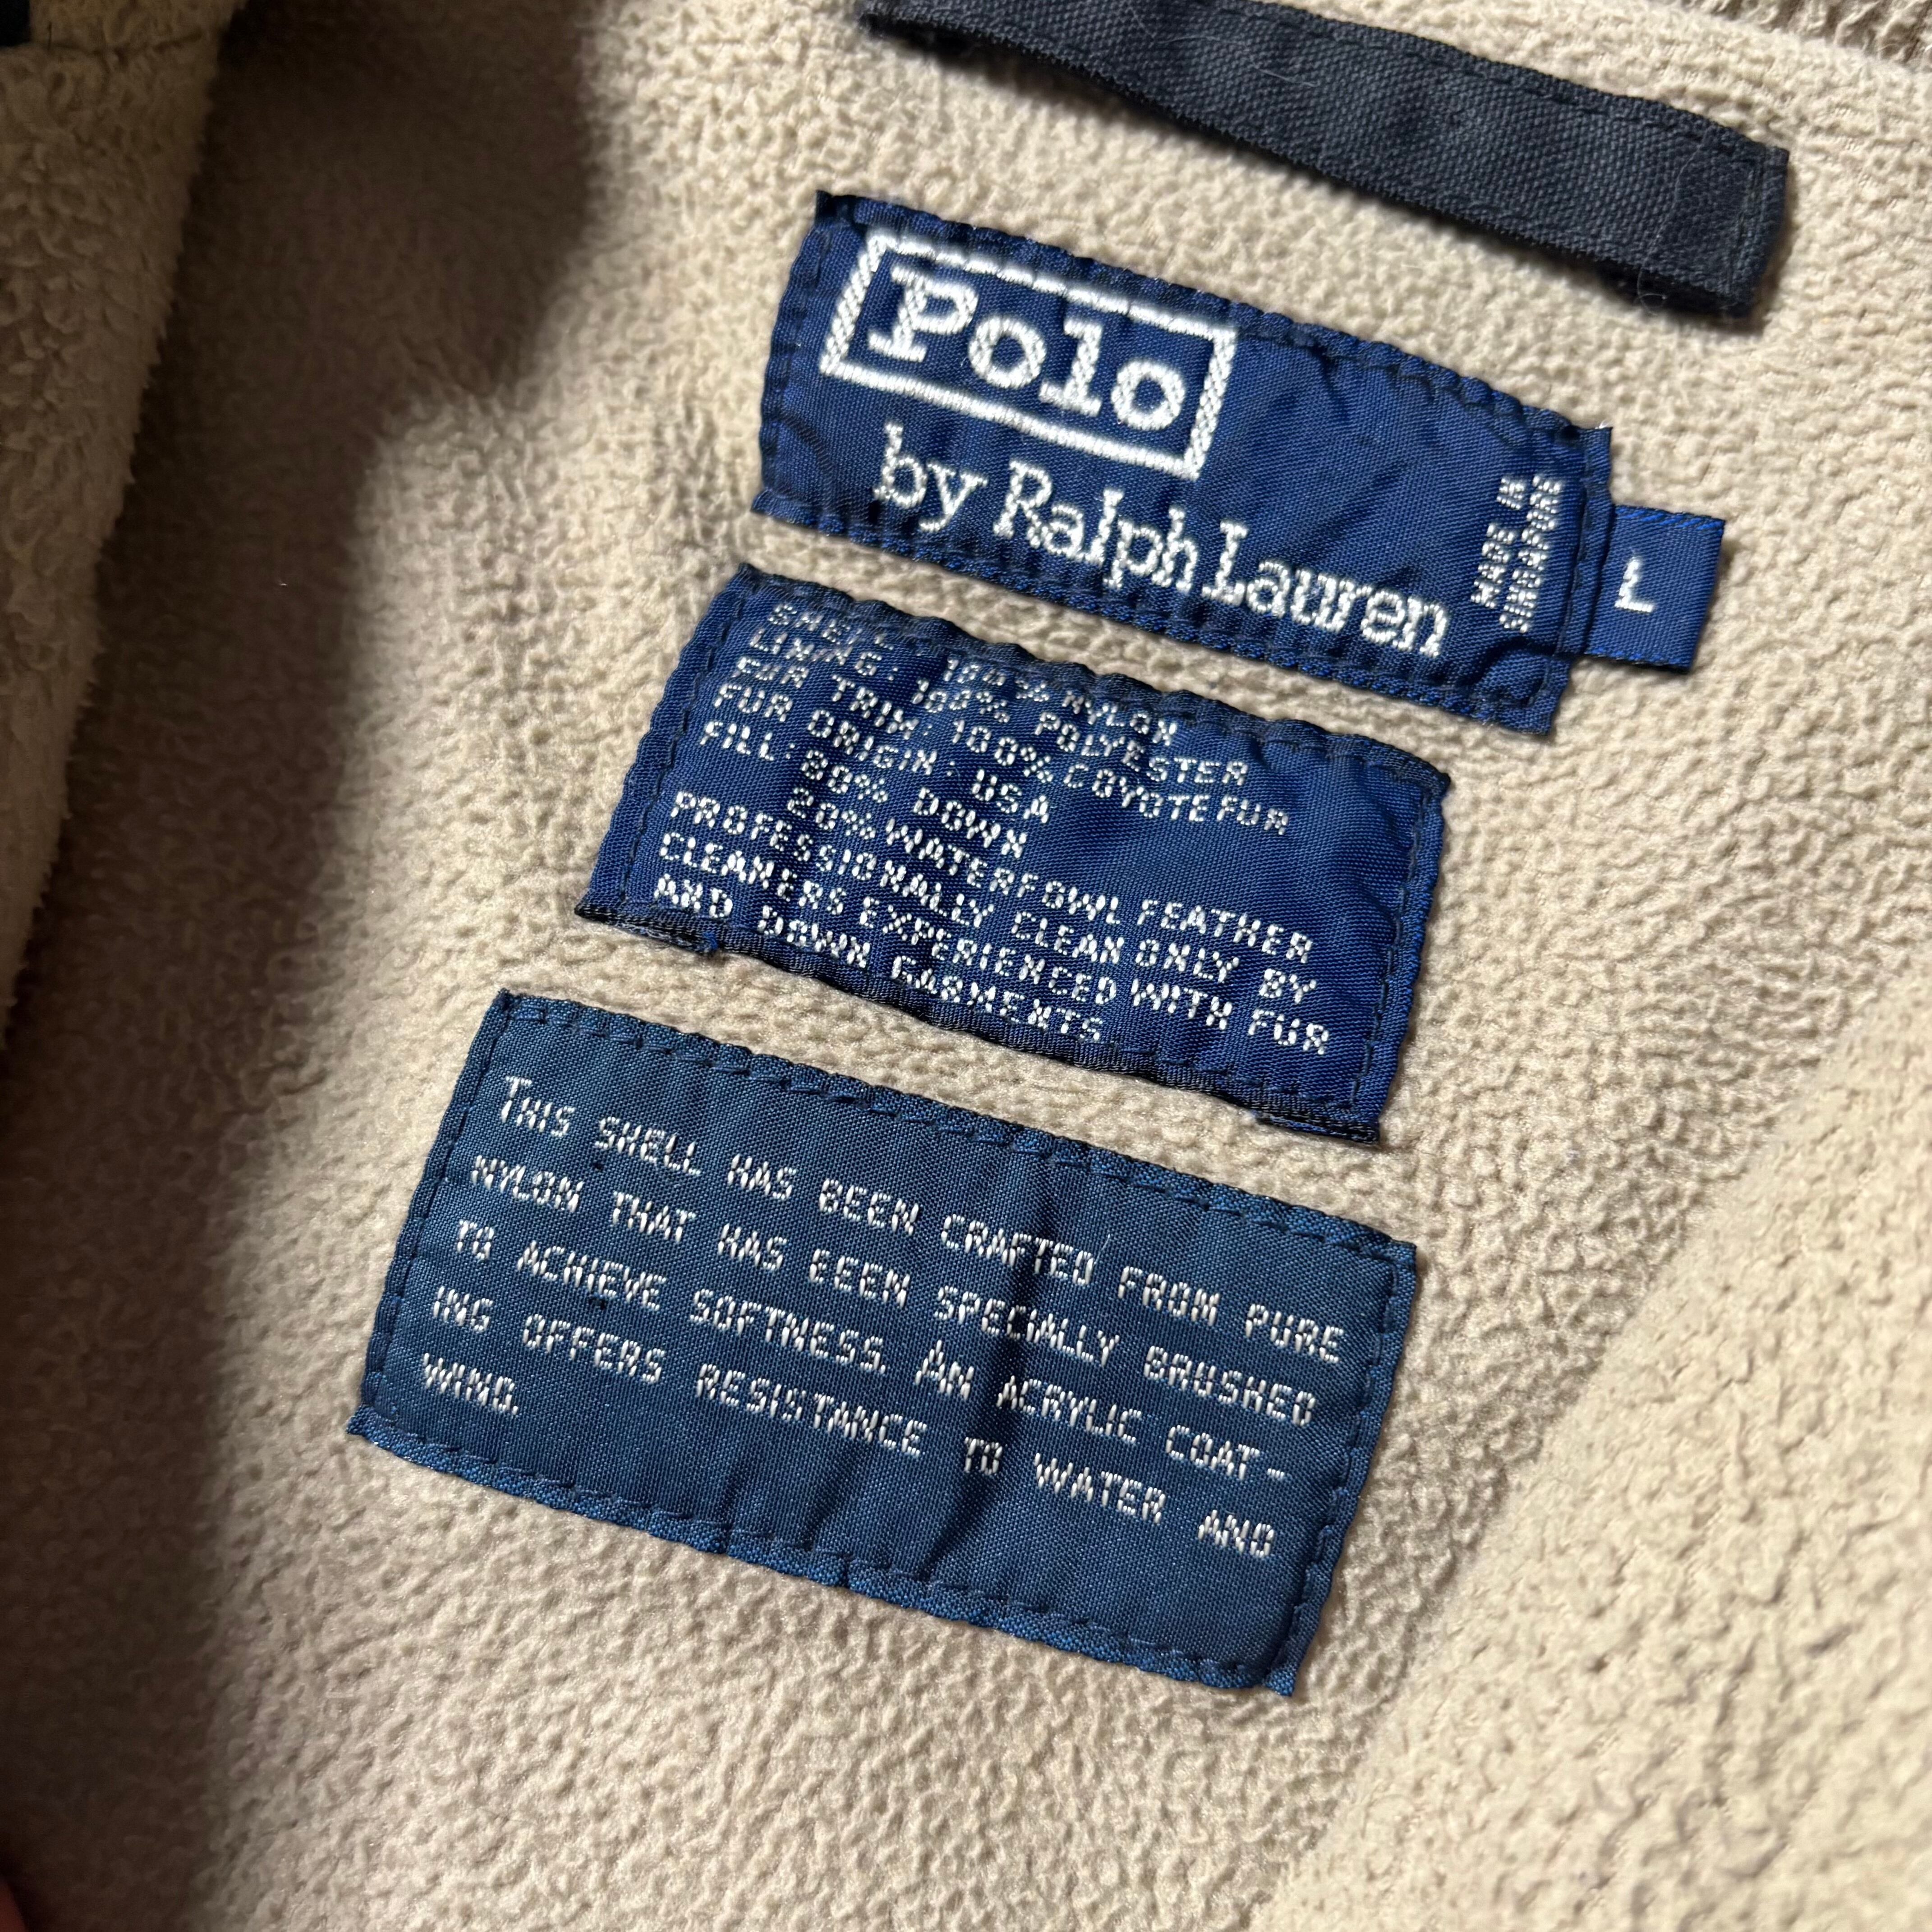 Polo
by Ralph Lauren
MADE IN
SINGAPORE
L
SHELL: 100% NYLON
LINING: 100% POLYESTER
FUR TRIM: 100% COYOTE FUR
FUR ORIGIN: USA
FILL: 80% DOWN
20% WATERFOWL FEATHER
PROFESSIONALLY CLEAN ONLY BY
CLEANERS EXPERIENCED WITH FUR
AND DOWN GARMENTS
THIS SHELL HAS BEEN CRAFTED FROM PURE
NYLON THAT HAS BEEN SPECIALLY BRUSHED
TO ACHIEVE SOFTNESS. AN ACRYLIC COAT-
ING OFFERS RESISTANCE TO WATER AND
WIND.